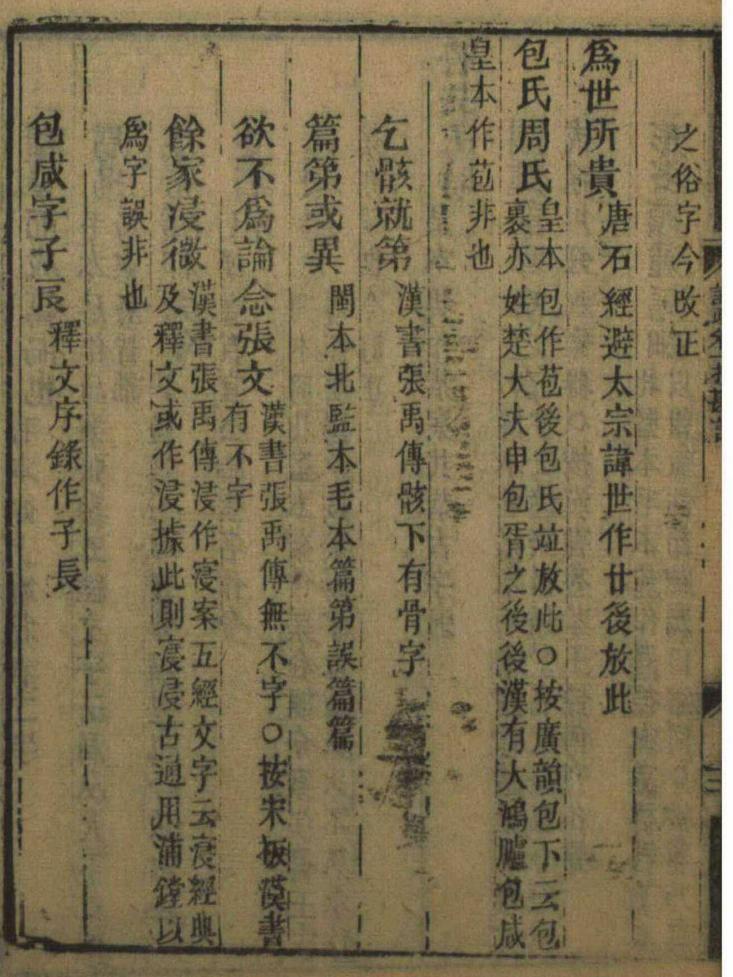 之俗字今改正
爲世所貴唐石經避太宗諱世作廿後放此
包氏周氏皇本包作苞後包氏竝放此○按廣韻包下云包
裹亦姓楚大夫申包胥之後後漢有大鴻臚包咸
皇本作苞非也
乞骸就第漢書張禹傳骸下有骨字
篇第或異閩本北監本毛本篇第誤篇篇
欲不爲論念張文漢書張禹傳無不字○按宋板漢書
有不字
餘家浸微漢書張禹傳浸作寖案五經文字云寖經典
及釋文或作浸據此則寖浸古通用浦鏜以
爲字誤非也
包咸字子長釋文序錄作子長